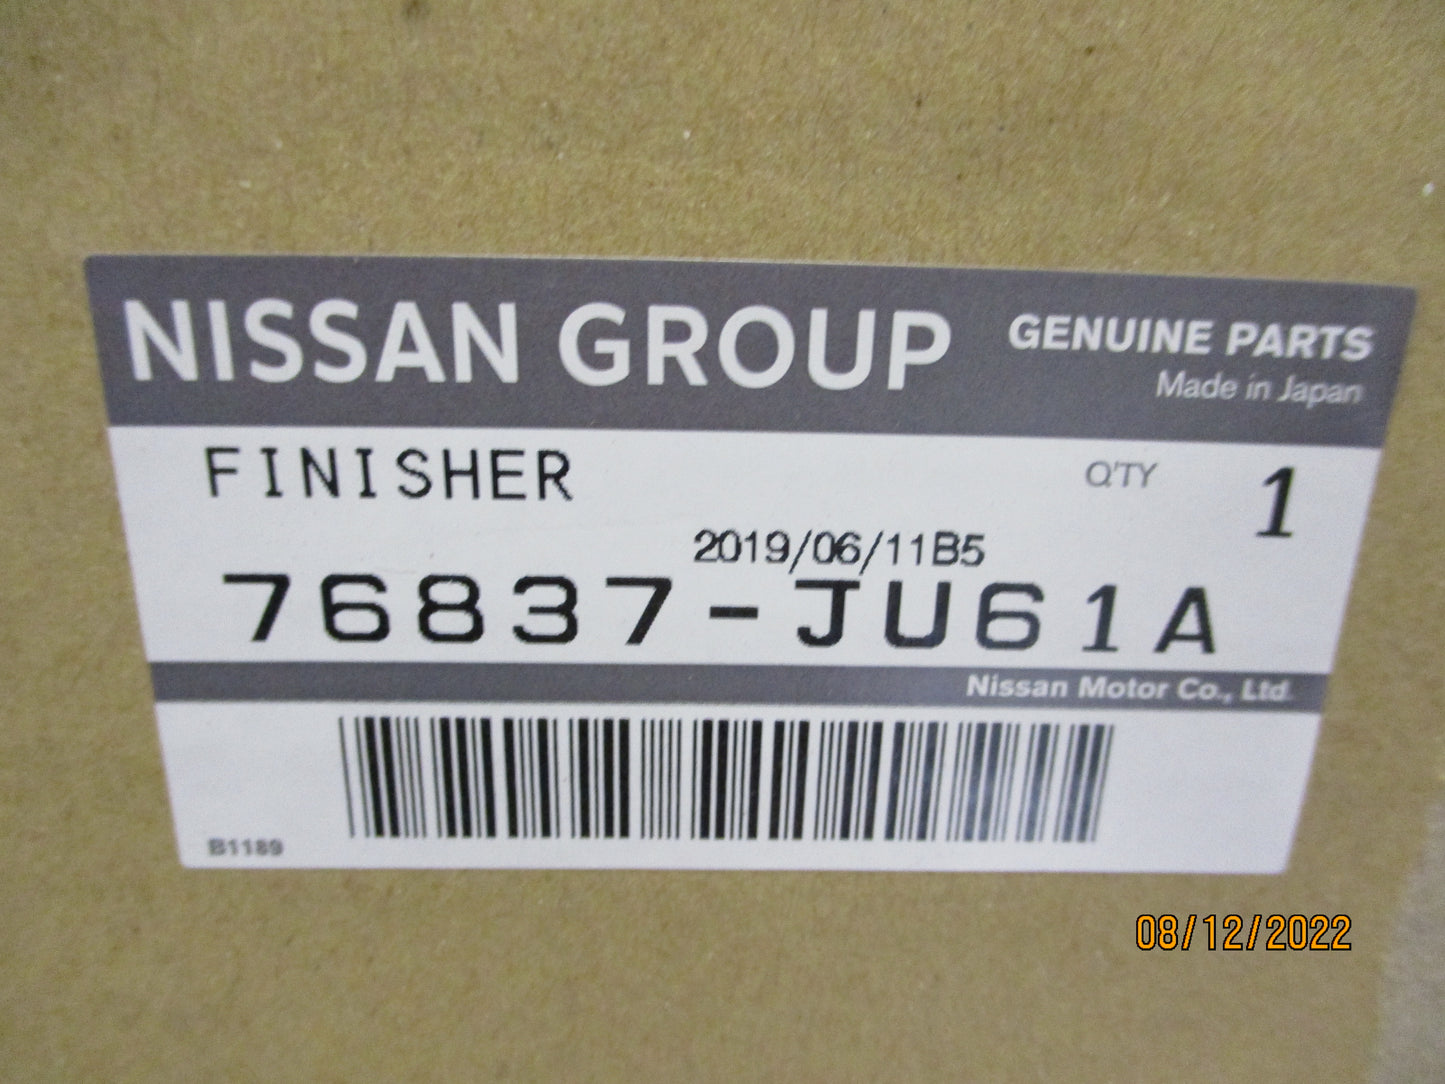 NISSAN GROUP GENUINE PARTS
Made in Japan
FINISHER Q'TY 1
2019/06/11B5
76837-JU61A
Nissan Motor Co., Ltd.
B1189
08/12/2022